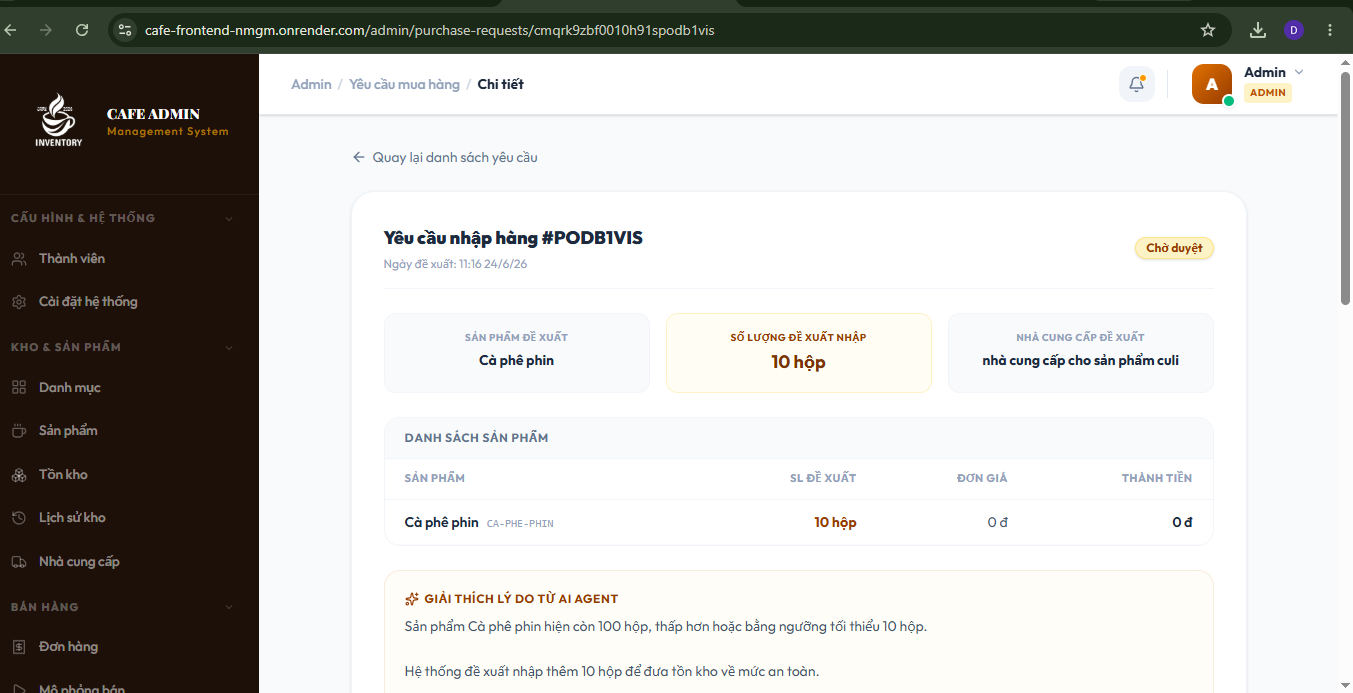 cafe-frontend-nmgm.onrender.com/admin/purchase-requests/cmqrk9zbf0010h91spodb1vis
D
INVENTORY
CAFE ADMIN
Management System
CẤU HÌNH & HỆ THỐNG
Thành viên
Cài đặt hệ thống
KHO & SẢN PHẨM
Danh mục
Sản phẩm
Tồn kho
Lịch sử kho
Nhà cung cấp
BÁN HÀNG
Đơn hàng
Mô phỏng bán
Admin / Yêu cầu mua hàng / Chi tiết
A
Admin
ADMIN
Quay lại danh sách yêu cầu
Yêu cầu nhập hàng #PODB1VIS
Ngày đề xuất: 11:16 24/6/26
Chờ duyệt
SẢN PHẨM ĐỀ XUẤT
Cà phê phin
SỐ LƯỢNG ĐỀ XUẤT NHẬP
10 hộp
NHÀ CUNG CẤP ĐỀ XUẤT
nhà cung cấp cho sản phẩm culi
DANH SÁCH SẢN PHẨM
SẢN PHẨM SL ĐỀ XUẤT ĐƠN GIÁ THÀNH TIỀN
Cà phê phin CA-PHE-PHIN 10 hộp 0 đ 0 đ
GIẢI THÍCH LÝ DO TỪ AI AGENT
Sản phẩm Cà phê phin hiện còn 100 hộp, thấp hơn hoặc bằng ngưỡng tối thiểu 10 hộp.
Hệ thống đề xuất nhập thêm 10 hộp để đưa tồn kho về mức an toàn.